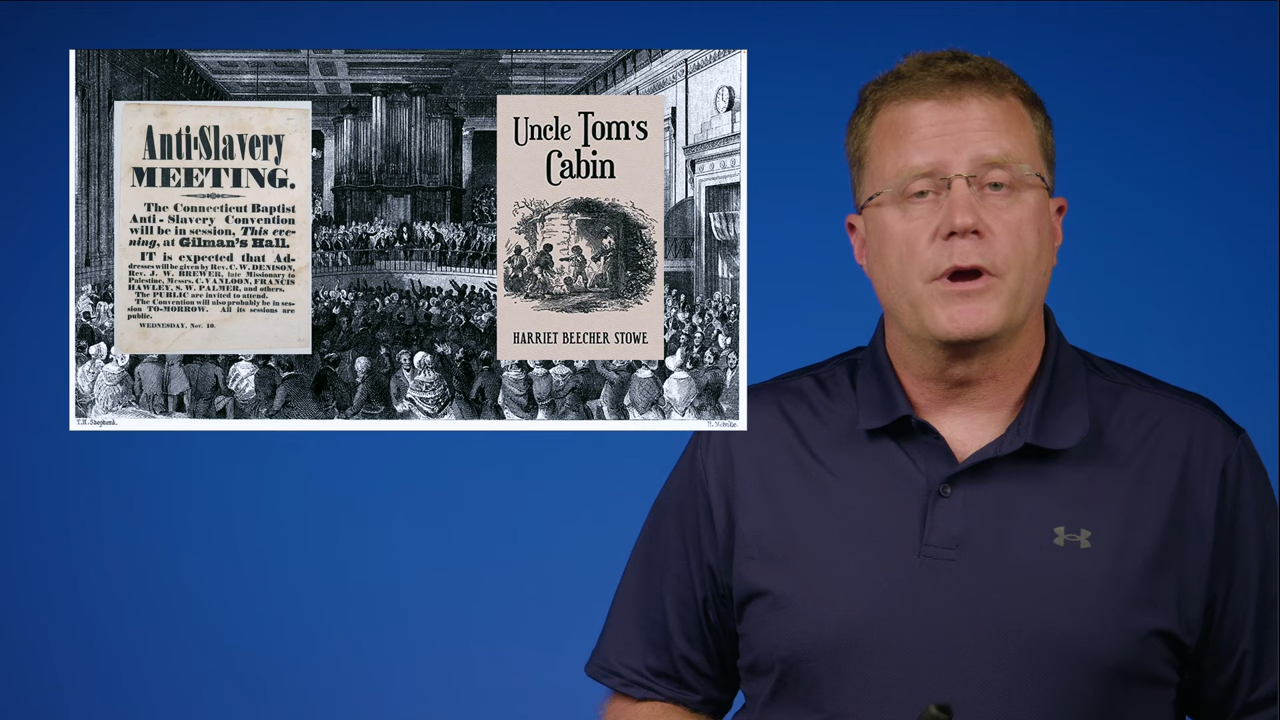 Anti-Slavery
MEETING.
The Connecticut Baptist
Anti-Slavery Convention
will be in session, This eve-
ning, at Gilman's Hall.
IT is expected that Ad-
dresses will be given by Rev. C. W. DENISON,
Rev. J. W. BREWER, late Missionary to
Palestine, Messrs. C. VANLOON, FRANCIS
HAWLEY, S. W. PALMER, and others.
The PUBLIC are invited to attend.
The Convention will also probably be in ses-
sion TO-MORROW. All its sessions are
public.
WEDNESDAY, Nov. 10.
Uncle Tom's
Cabin
HARRIET BEECHER STOWE
T.H. Shepherd.